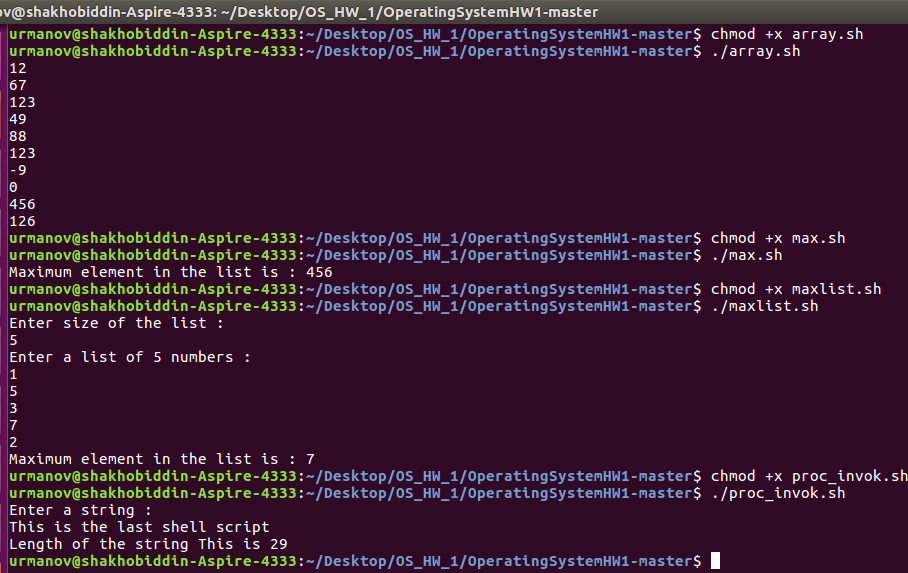 ov@shakhobiddin-Aspire-4333: ~/Desktop/OS_HW_1/OperatingSystemHW1-master
urmanov@shakhobiddin-Aspire-4333:~/Desktop/OS_HW_1/OperatingSystemHW1-master$ chmod +x array.sh
urmanov@shakhobiddin-Aspire-4333:~/Desktop/OS_HW_1/OperatingSystemHW1-master$ ./array.sh
12
67
123
49
88
123
-9
0
456
126
urmanov@shakhobiddin-Aspire-4333:~/Desktop/OS_HW_1/OperatingSystemHW1-master$ chmod +x max.sh
urmanov@shakhobiddin-Aspire-4333:~/Desktop/OS_HW_1/OperatingSystemHW1-master$ ./max.sh
Maximum element in the list is : 456
urmanov@shakhobiddin-Aspire-4333:~/Desktop/OS_HW_1/OperatingSystemHW1-master$ chmod +x maxlist.sh
urmanov@shakhobiddin-Aspire-4333:~/Desktop/OS_HW_1/OperatingSystemHW1-master$ ./maxlist.sh
Enter size of the list :
5
Enter a list of 5 numbers :
1
5
3
7
2
Maximum element in the list is : 7
urmanov@shakhobiddin-Aspire-4333:~/Desktop/OS_HW_1/OperatingSystemHW1-master$ chmod +x proc_invok.sh
urmanov@shakhobiddin-Aspire-4333:~/Desktop/OS_HW_1/OperatingSystemHW1-master$ ./proc_invok.sh
Enter a string :
This is the last shell script
Length of the string This is 29
urmanov@shakhobiddin-Aspire-4333:~/Desktop/OS_HW_1/OperatingSystemHW1-master$